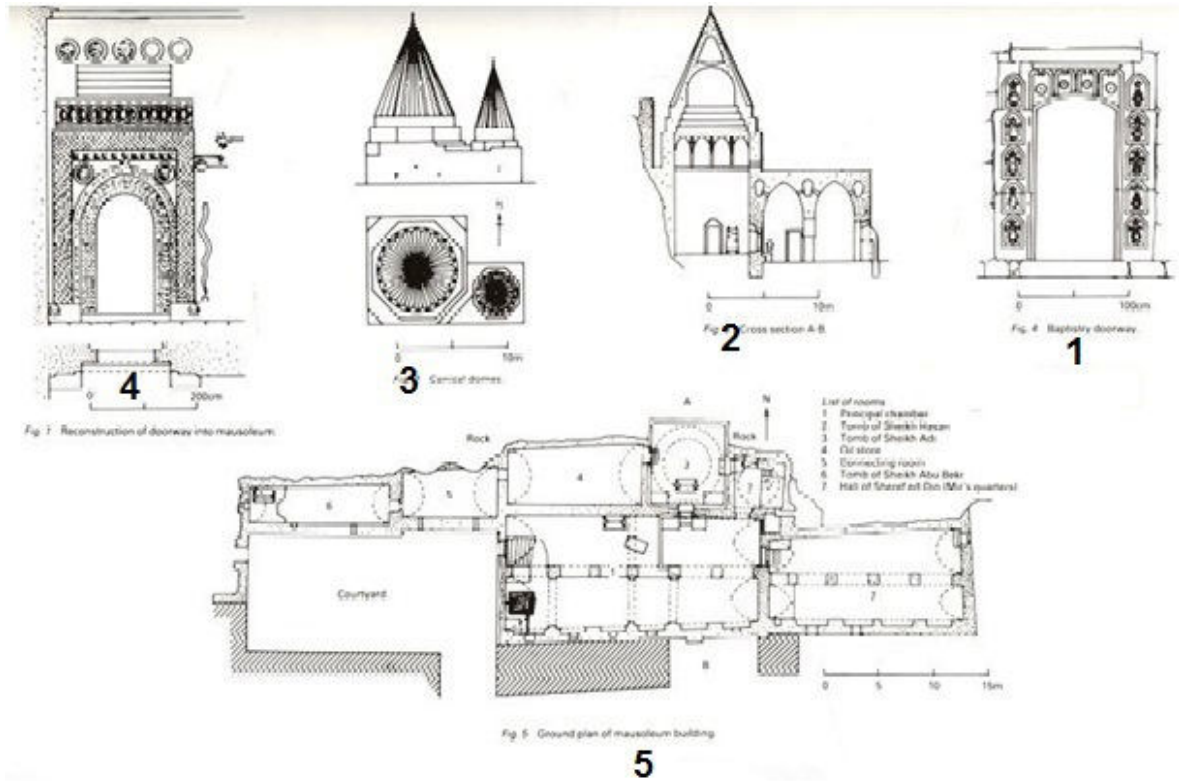 4
0 200cm
Fig. 1 Reconstruction of doorway into mausoleum.
N
0 10m
3
Conical domes.
0 10m
Fig.
2
Cross section A-B.
0 100cm
Fig. 4 Baptistry doorway.
1
A
N
Rock
Rock
List of rooms
1 Principal chamber
2 Tomb of Sheikh Hasan
3 Tomb of Sheikh Adi
4 Oil store
5 Connecting room
6 Tomb of Sheikh Abu Bekr
7 Hall of Sharaf ad-Din (Mir's quarters)
6
5
4
3
2
1
7
Courtyard
B
0 5 10 15m
Fig. 5 Ground plan of mausoleum building.
5